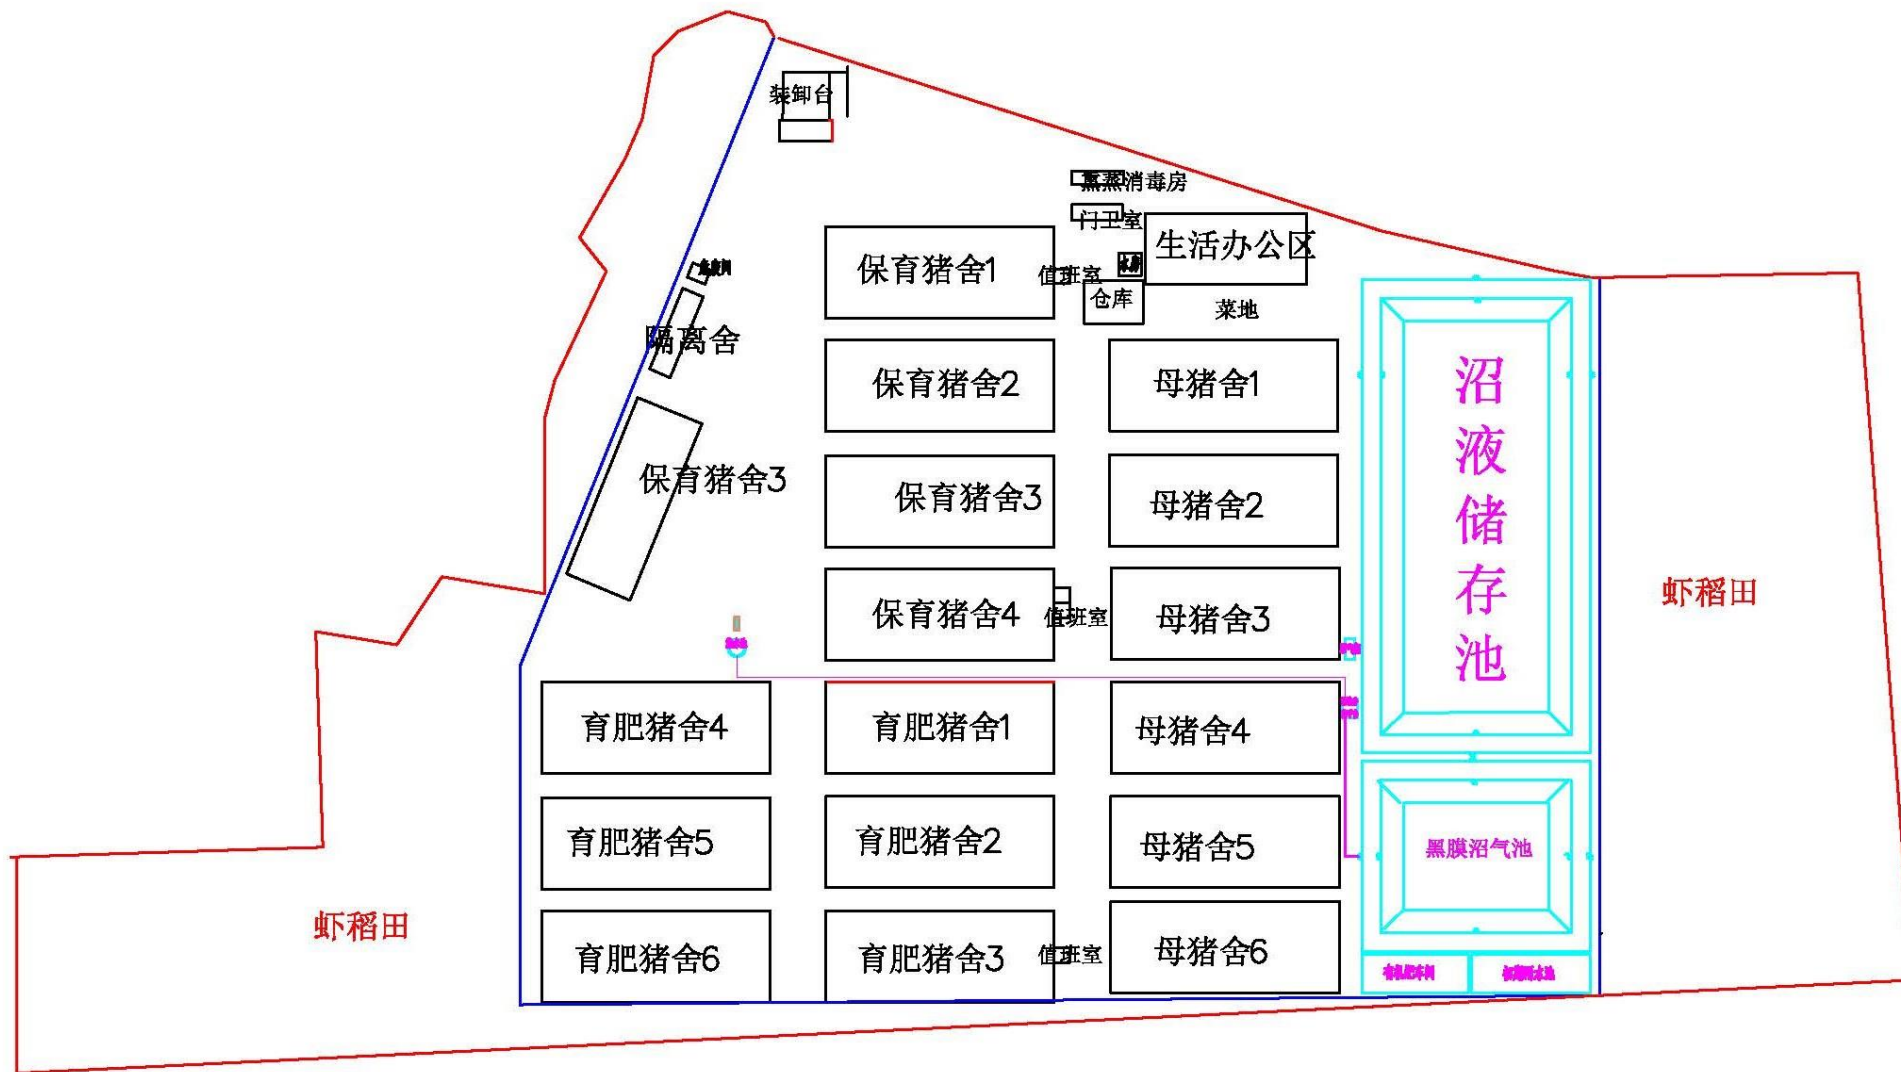 装卸台
熏蒸消毒房
门卫室
生活办公区
保育猪舍1
值班室
仓库
菜地
隔离舍
保育猪舍2
母猪舍1
沼液储存池
保育猪舍3
保育猪舍3
母猪舍2
虾稻田
保育猪舍4
值班室
母猪舍3
育肥猪舍4
育肥猪舍1
母猪舍4
育肥猪舍5
育肥猪舍2
母猪舍5
黑膜沼气池
虾稻田
育肥猪舍6
育肥猪舍3
值班室
母猪舍6